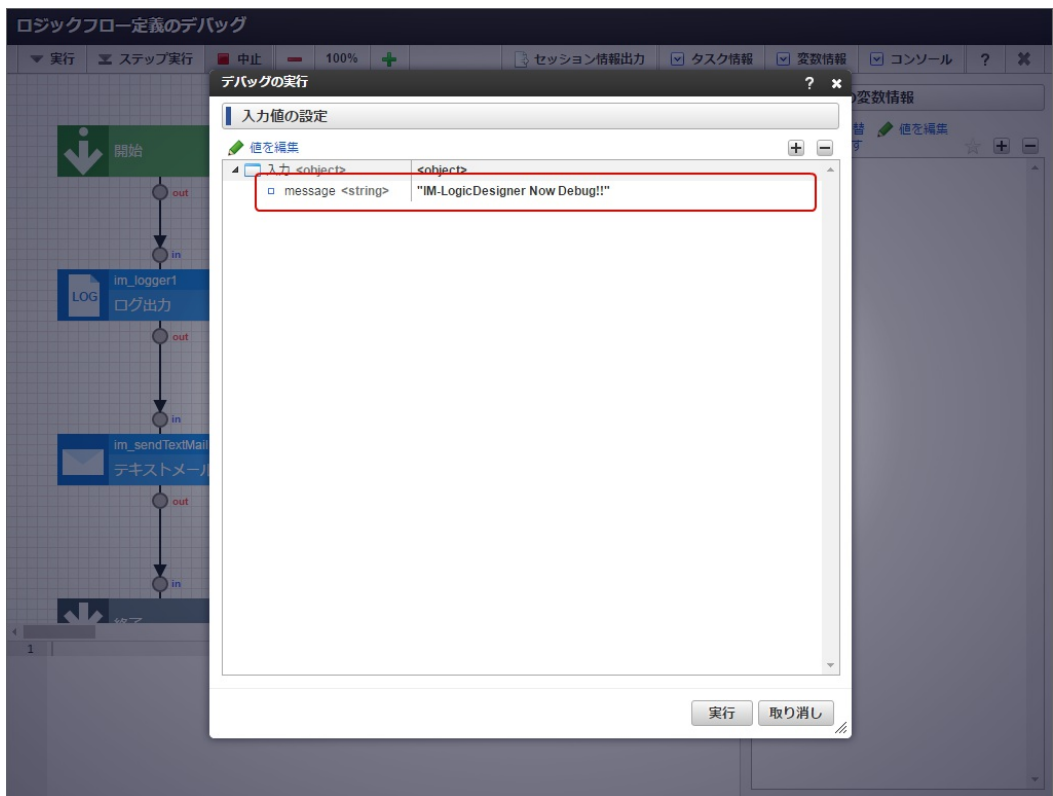 ロジックフロー定義のデバッグ
実行 ステップ実行 中止 100% セッション情報出力 タスク情報 変数情報 コンソール ?
デバッグの実行 ?
変数情報
入力値の設定
替 値を編集
す
値を編集
開始
入力 <object> <object>
message <string> "IM-LogicDesigner Now Debug!!"
out
in
im_logger1
LOG
ログ出力
out
in
im_sendTextMail
テキストメール
out
in
終了
1
実行 取り消し